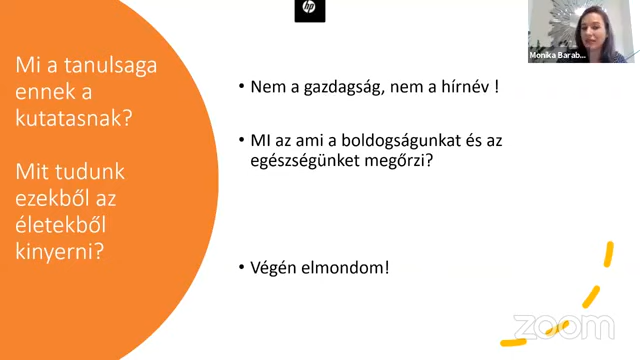 hp
Monika Barab...
Mi a tanulsaga
ennek a
kutatasnak?
Mit tudunk
ezekből az
életekből
kinyerni?
• Nem a gazdagság, nem a hírnév !
• MI az ami a boldogságunkat és az
egészségünket megőrzi?
• Végén elmondom!
zoom